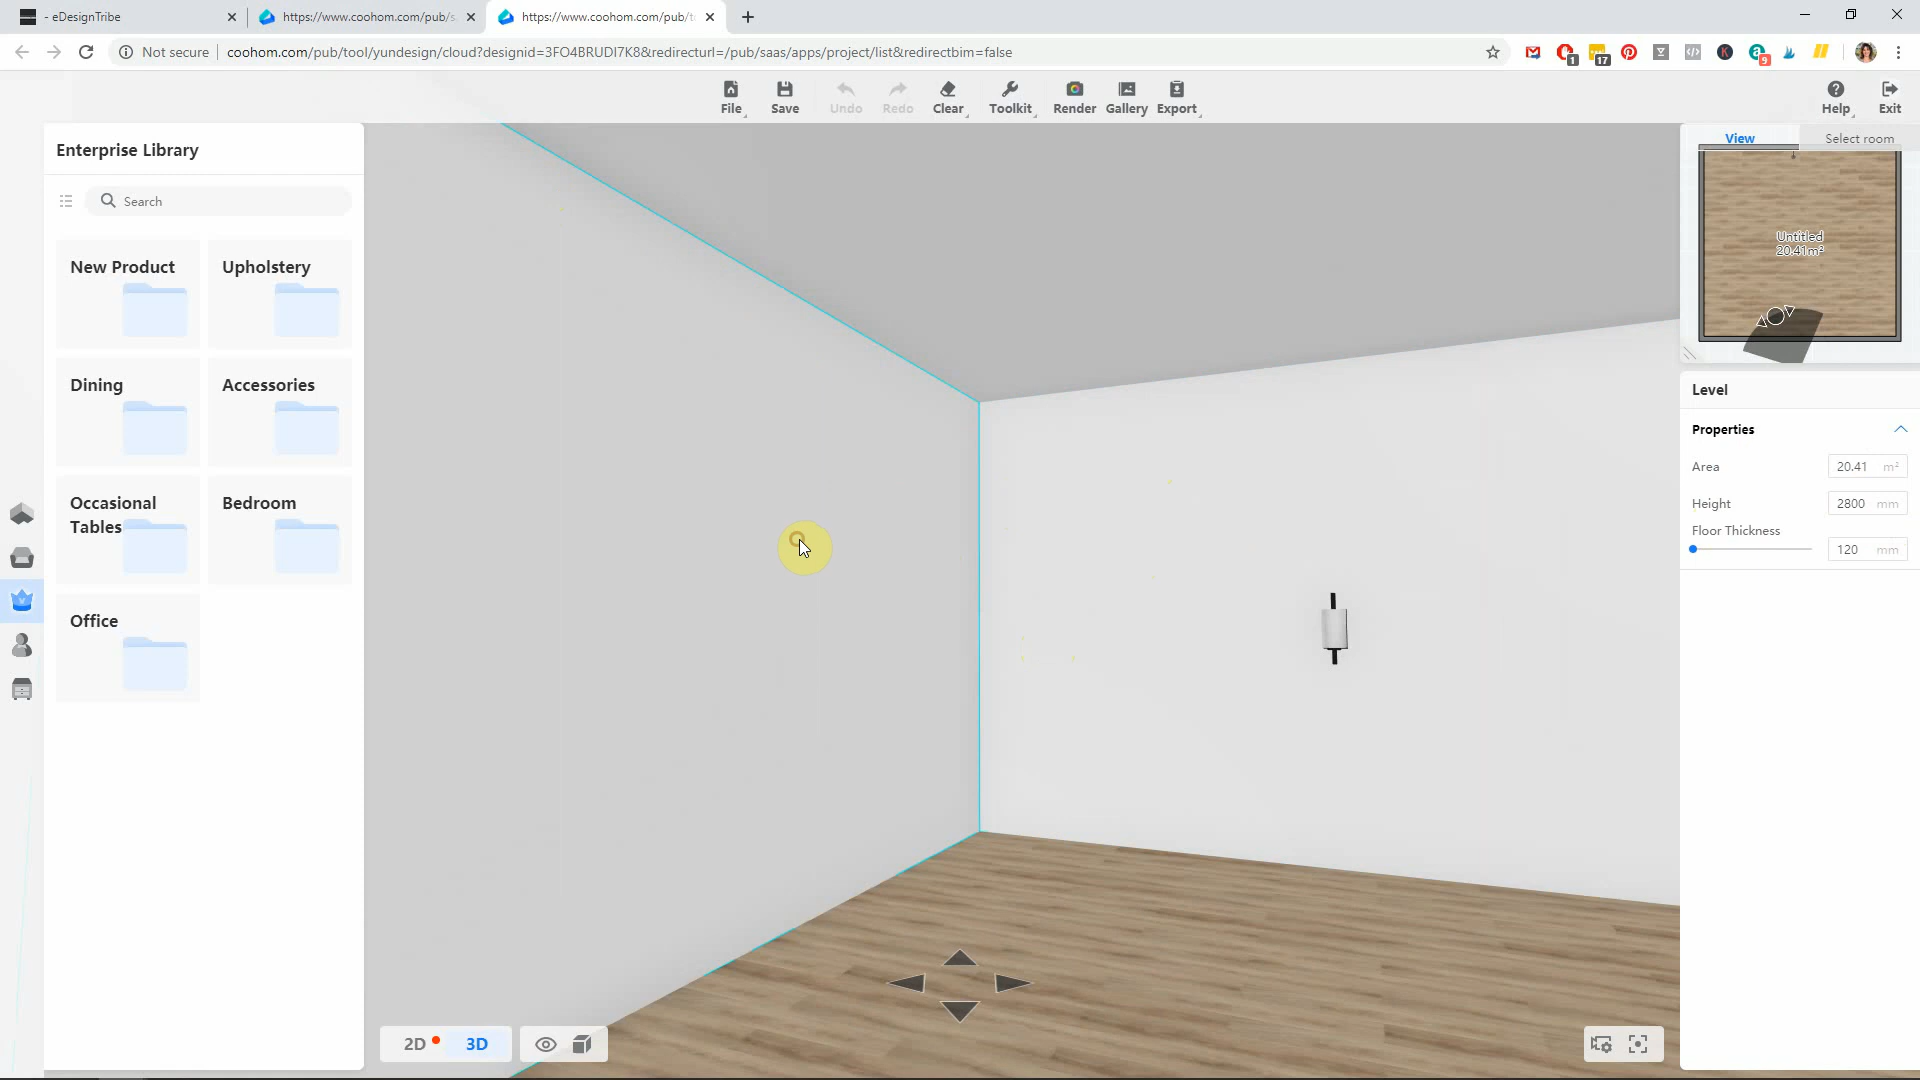 - eDesignTribe
https://www.coohom.com/pub/s
https://www.coohom.com/pub/t
Not secure
coohom.com/pub/tool/yundesign/cloud?designid=3FO4BRUDI7K8&redirecturl=/pub/saas/apps/project/list&redirectbim=false
1
17
K
a
9
File
Save
Undo
Redo
Clear
Toolkit
Render
Gallery
Export
Help
Exit
Enterprise Library
Search
New Product
Upholstery
Dining
Accessories
Occasional
Tables
Bedroom
Office
View
Select room
Untitled
20.41m²
Level
Properties
Area
20.41 m²
Height
2800 mm
Floor Thickness
120 mm
2D
3D